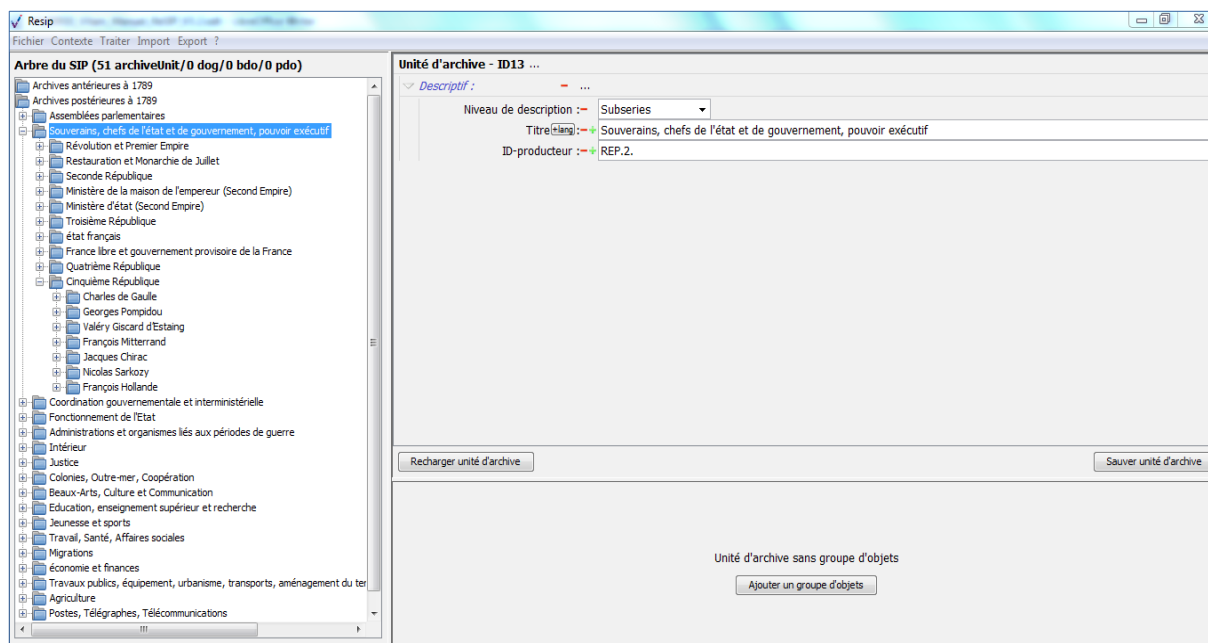 Resip
Fichier Contexte Traiter Import Export ?
Arbre du SIP (51 archiveUnit/0 dog/0 bdo/0 pdo)
Archives antérieures à 1789
Archives postérieures à 1789
Assemblées parlementaires
Souverains, chefs de l'état et de gouvernement, pouvoir exécutif
Révolution et Premier Empire
Restauration et Monarchie de Juillet
Seconde République
Ministère de la maison de l'empereur (Second Empire)
Ministère d'état (Second Empire)
Troisième République
état français
France libre et gouvernement provisoire de la France
Quatrième République
Cinquième République
Charles de Gaulle
Georges Pompidou
Valéry Giscard d'Estaing
François Mitterrand
Jacques Chirac
Nicolas Sarkozy
François Hollande
Coordination gouvernementale et interministérielle
Fonctionnement de l'Etat
Administrations et organismes liés aux périodes de guerre
Intérieur
Justice
Colonies, Outre-mer, Coopération
Beaux-Arts, Culture et Communication
Education, enseignement supérieur et recherche
Jeunesse et sports
Travail, Santé, Affaires sociales
Migrations
économie et finances
Travaux publics, équipement, urbanisme, transports, aménagement du ter
Agriculture
Postes, Télégraphes, Télécommunications
Unité d'archive - ID13 ...
Descriptif : − ...
Niveau de description :− Subseries
Titre +lang :−+ Souverains, chefs de l'état et de gouvernement, pouvoir exécutif
ID-producteur :−+ REP.2.
Recharger unité d'archive Sauver unité d'archive
Unité d'archive sans groupe d'objets
Ajouter un groupe d'objets